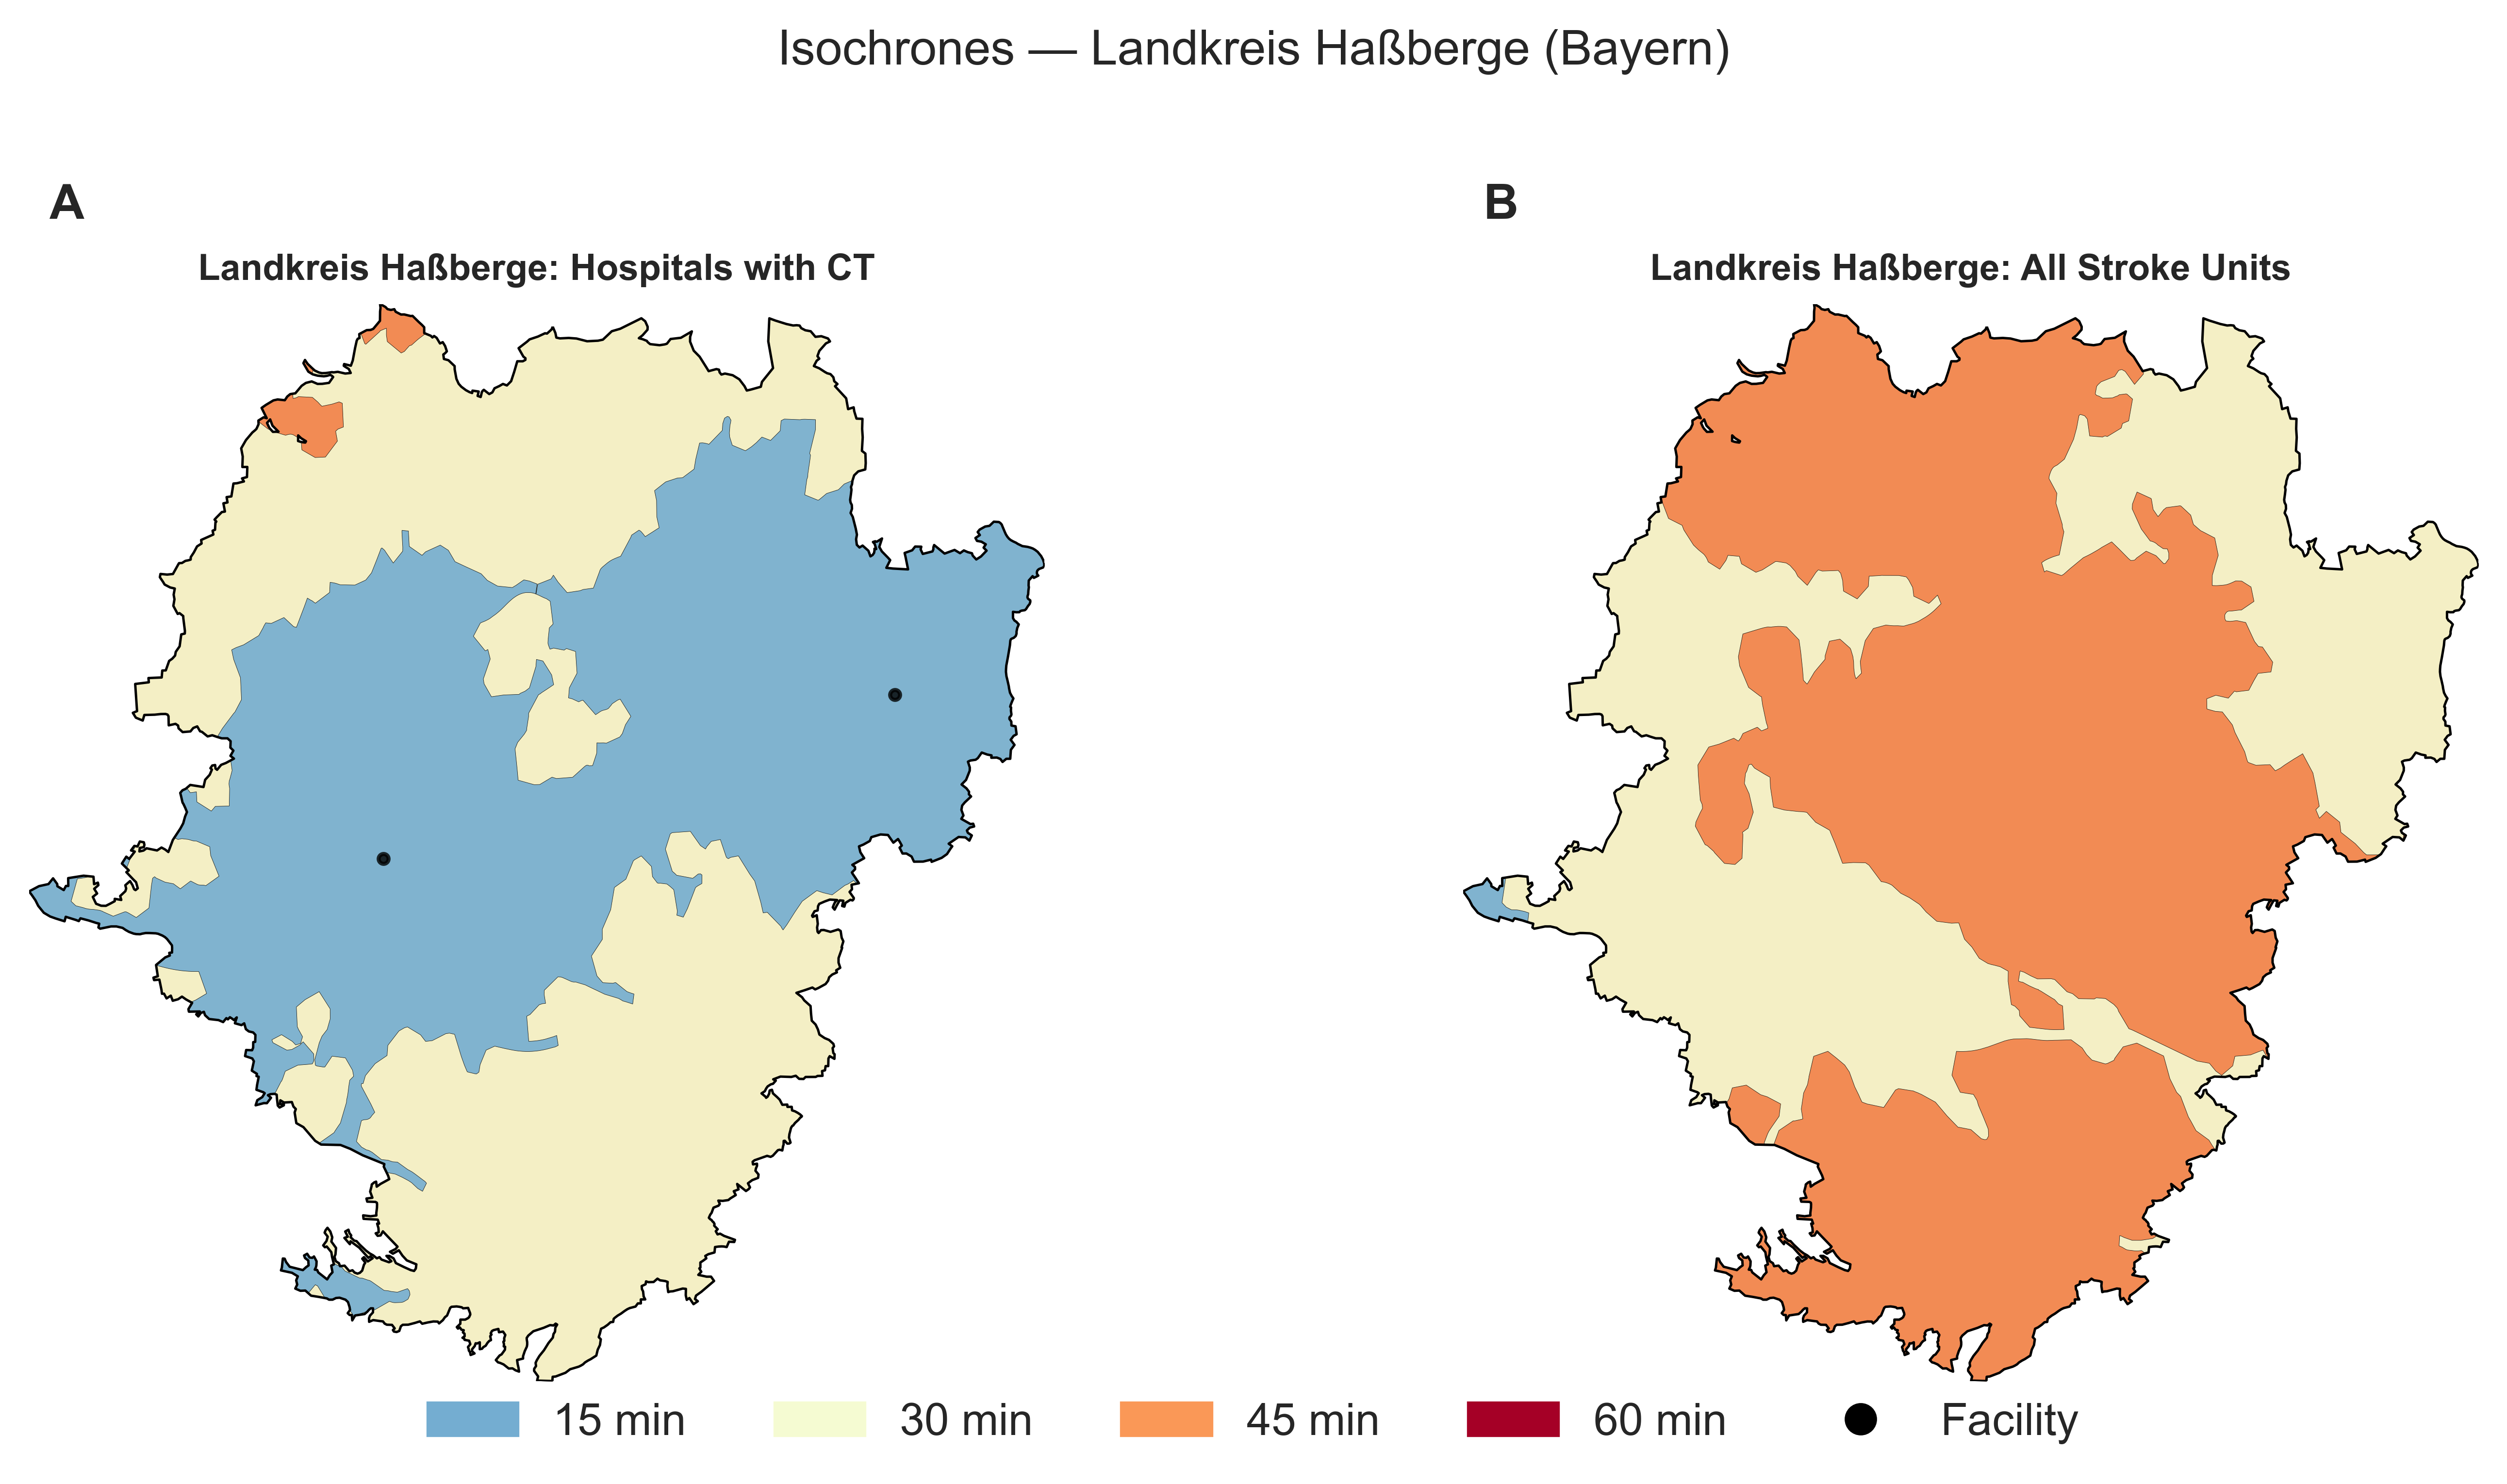 Isochrones — Landkreis Haßberge (Bayern)
A
Landkreis Haßberge: Hospitals with CT
B
Landkreis Haßberge: All Stroke Units
15 min
30 min
45 min
60 min
Facility